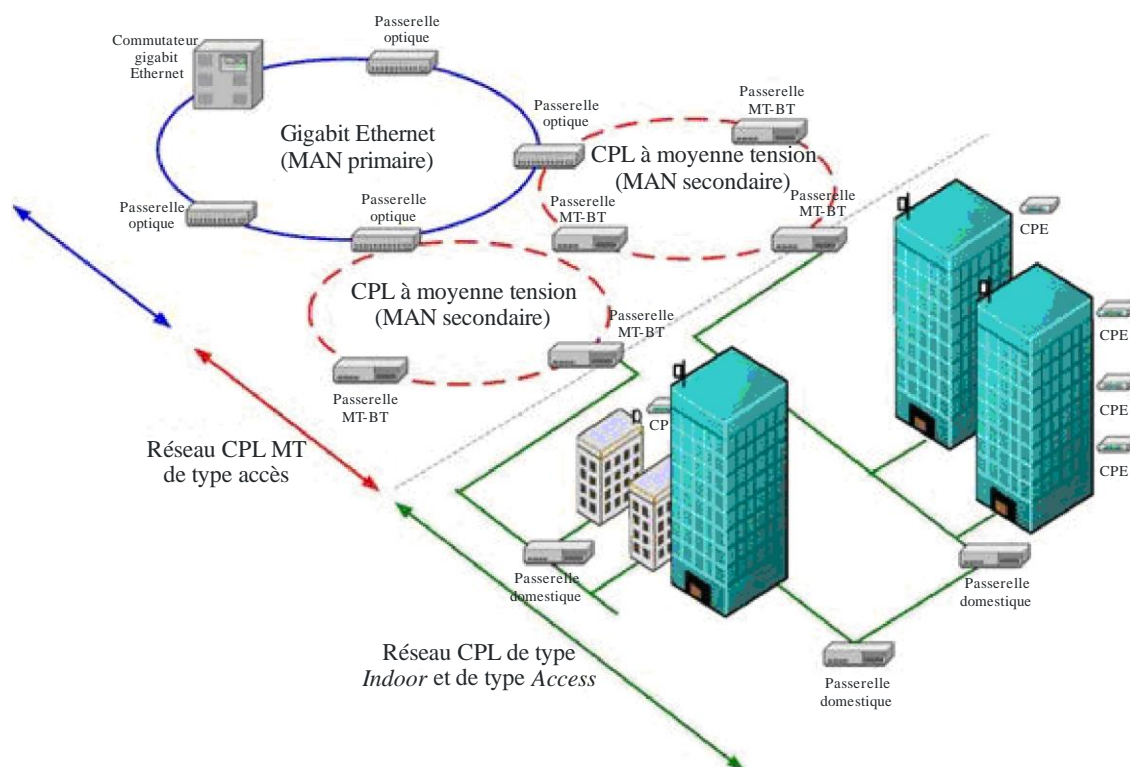 Passerelle
optique
Commutateur
gigabit
Ethernet
Passerelle
MT-BT
Passerelle
optique
Gigabit Ethernet
(MAN primaire)
CPL à moyenne tension
(MAN secondaire)
CPE
Passerelle
optique
Passerelle
optique
Passerelle
MT-BT
Passerelle
MT-BT
CPL à moyenne tension
(MAN secondaire)
Passerelle
MT-BT
CPE
CPE
CPE
Passerelle
MT-BT
CP
Réseau CPL MT
de type accès
Passerelle
domestique
Passerelle
domestique
Réseau CPL de type
Indoor et de type Access
Passerelle
domestique